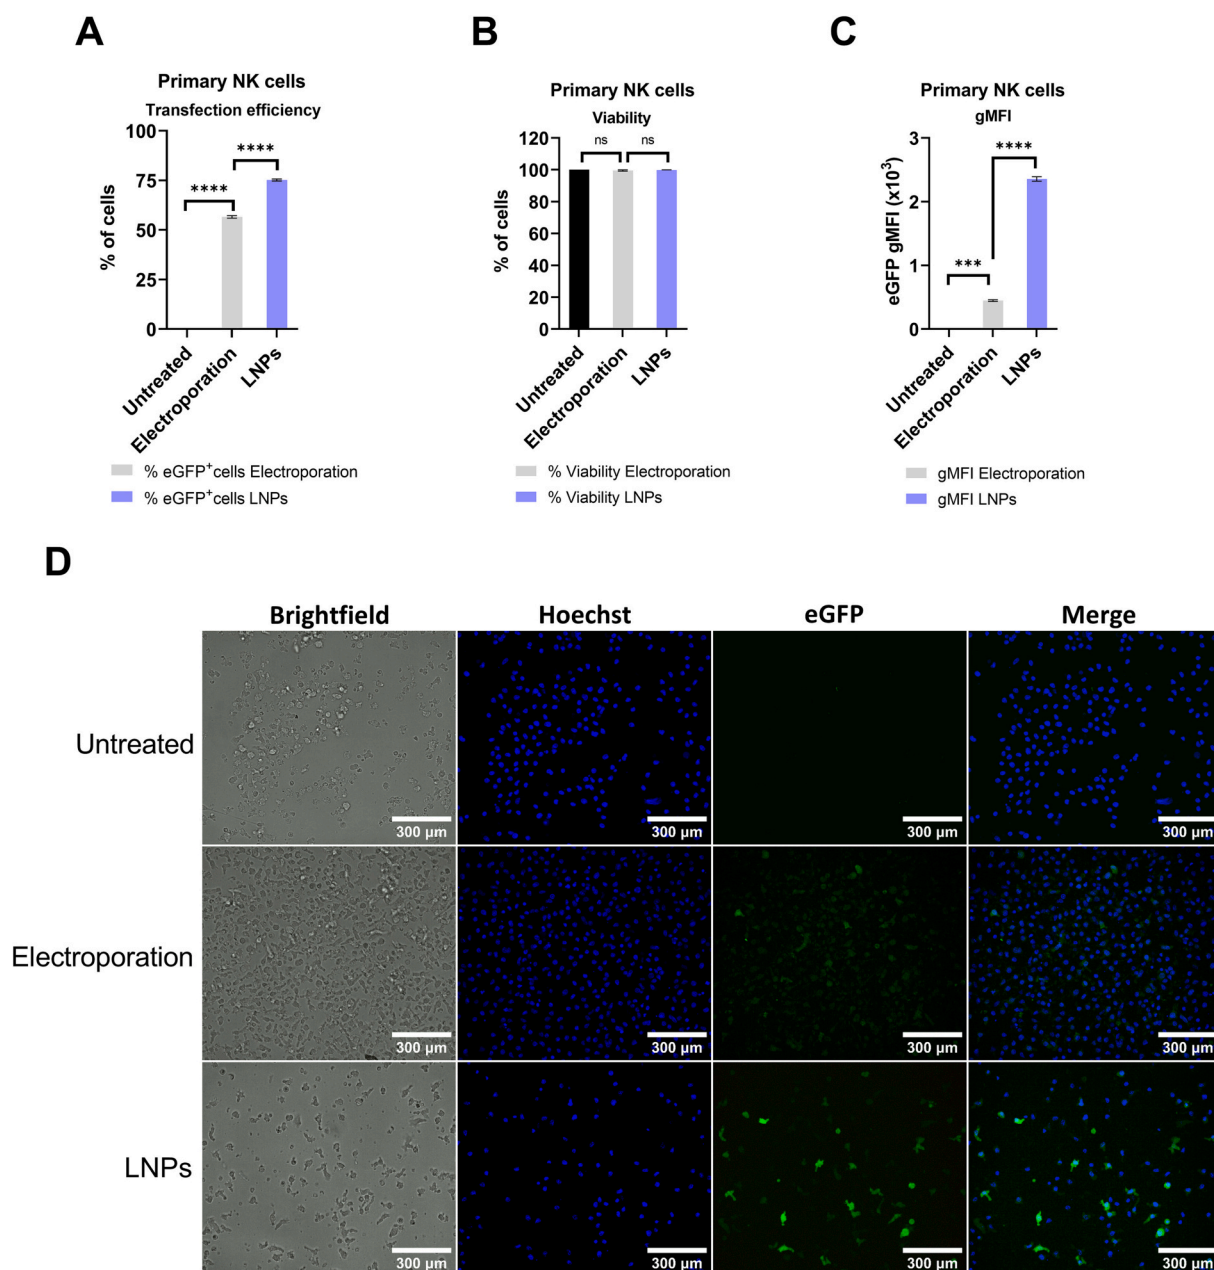 A
Primary NK cells
Transfection efficiency
% of cells
100
75
50
25
0
****
****
Untreated
Electroporation
LNPs
% eGFP⁺cells Electroporation
% eGFP⁺cells LNPs
B
Primary NK cells
Viability
% of cells
120
100
80
60
40
20
0
ns
ns
Untreated
Electroporation
LNPs
% Viability Electroporation
% Viability LNPs
C
Primary NK cells
gMFI
eGFP gMFI (x10³)
3
2
1
0
***
****
Untreated
Electroporation
LNPs
gMFI Electroporation
gMFI LNPs
D
Brightfield Hoechst eGFP Merge
Untreated
300 µm 300 µm 300 µm 300 µm
Electroporation
300 µm 300 µm 300 µm 300 µm
LNPs
300 µm 300 µm 300 µm 300 µm